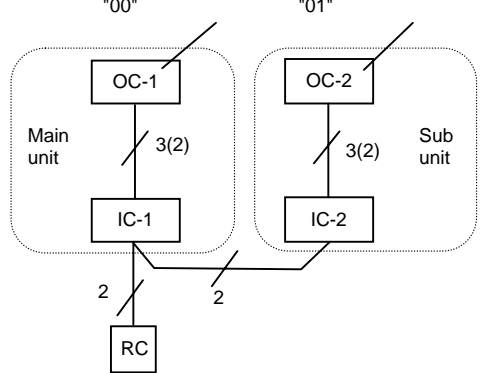 "00"
"01"
OC-1
OC-2
Main
unit
3(2)
3(2)
Sub
unit
IC-1
IC-2
2
2
RC